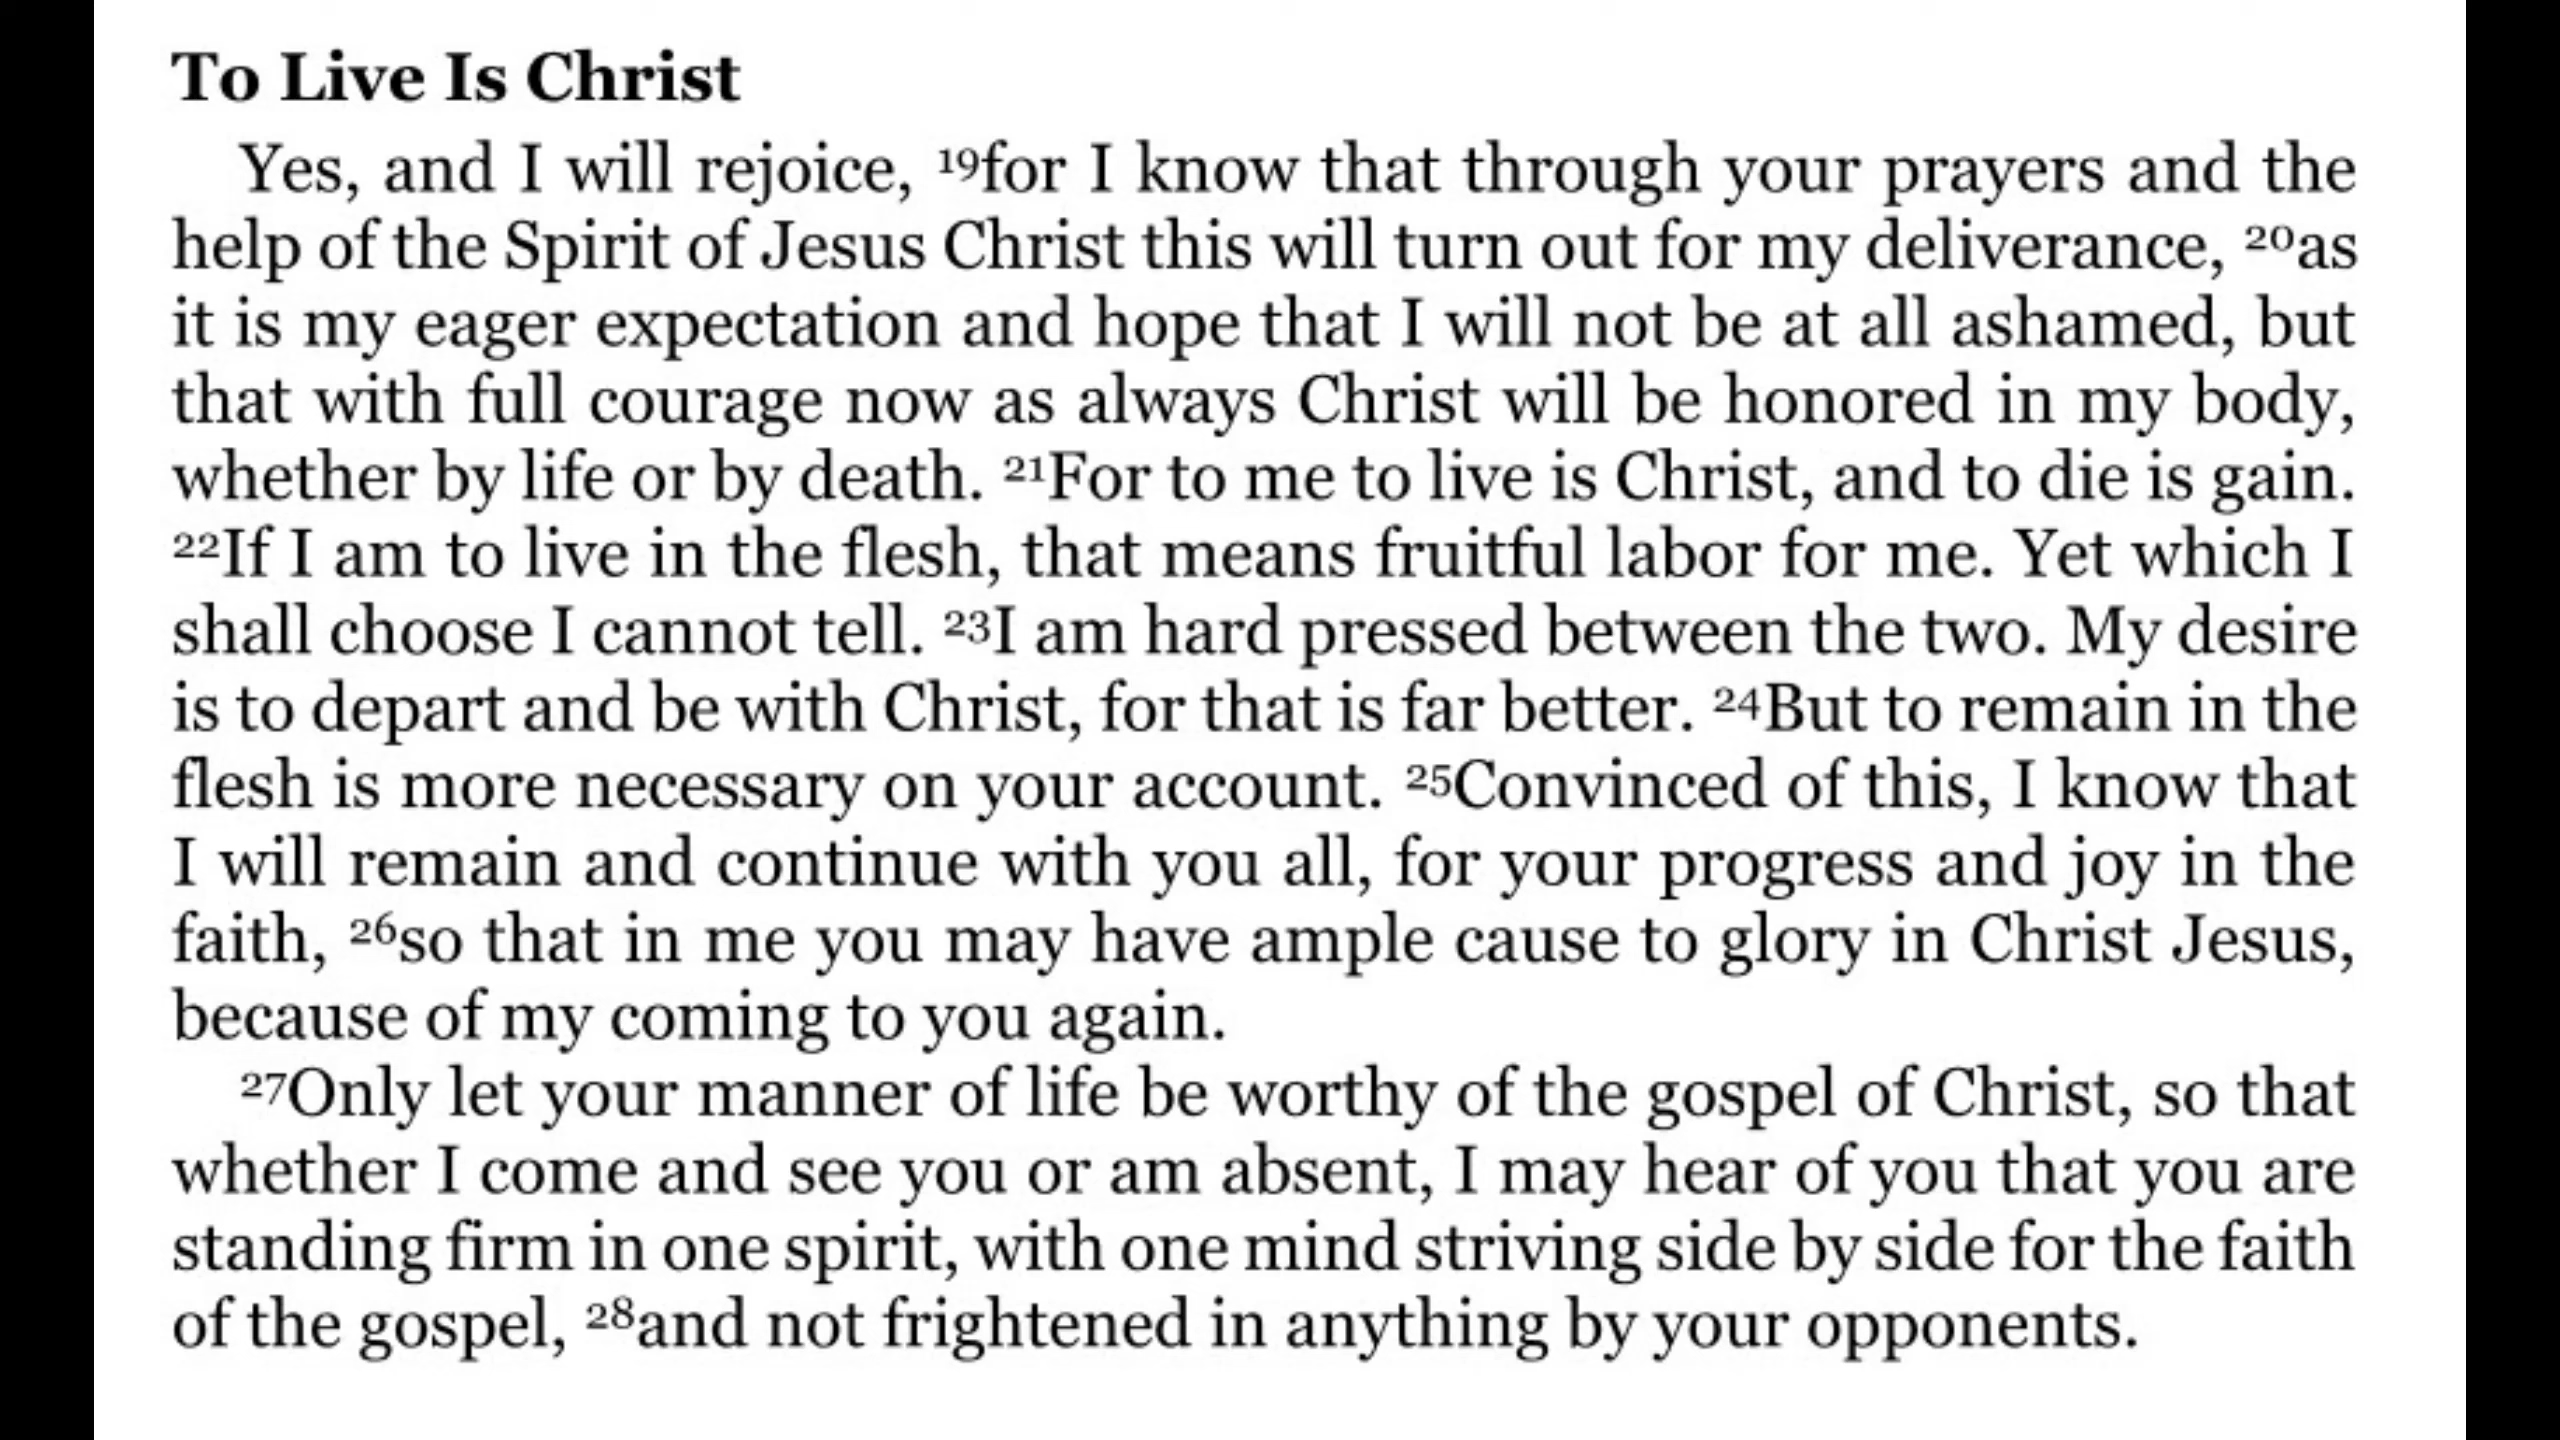 To Live Is Christ
Yes, and I will rejoice, 19for I know that through your prayers and the
help of the Spirit of Jesus Christ this will turn out for my deliverance, 20as
it is my eager expectation and hope that I will not be at all ashamed, but
that with full courage now as always Christ will be honored in my body,
whether by life or by death. 21For to me to live is Christ, and to die is gain.
22If I am to live in the flesh, that means fruitful labor for me. Yet which I
shall choose I cannot tell. 23I am hard pressed between the two. My desire
is to depart and be with Christ, for that is far better. 24But to remain in the
flesh is more necessary on your account. 25Convinced of this, I know that
I will remain and continue with you all, for your progress and joy in the
faith, 26so that in me you may have ample cause to glory in Christ Jesus,
because of my coming to you again.
27Only let your manner of life be worthy of the gospel of Christ, so that
whether I come and see you or am absent, I may hear of you that you are
standing firm in one spirit, with one mind striving side by side for the faith
of the gospel, 28and not frightened in anything by your opponents.